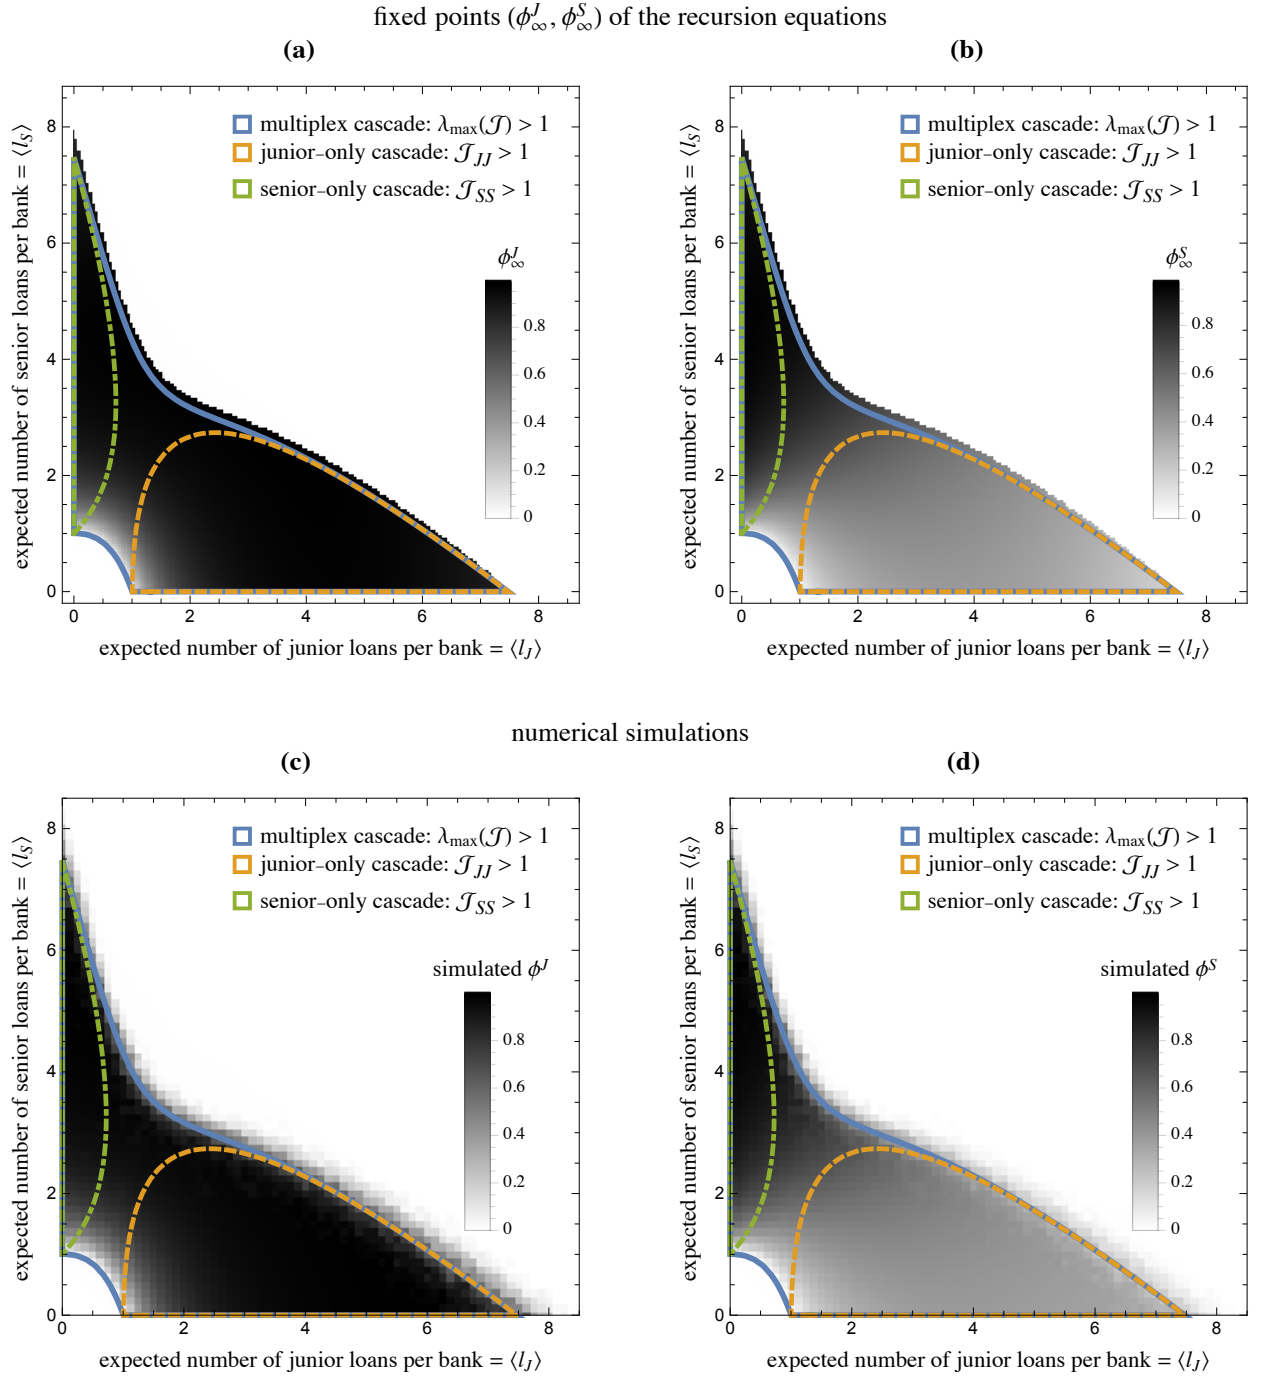 fixed points (ϕ_∞^J, ϕ_∞^S) of the recursion equations
(a)
multiplex cascade: λ_max(𝒥) > 1
junior-only cascade: 𝒥_JJ > 1
senior-only cascade: 𝒥_SS > 1
ϕ_∞^J
0.8
0.6
0.4
0.2
0
8
6
4
2
0
0 2 4 6 8
expected number of senior loans per bank = ⟨l_S⟩
expected number of junior loans per bank = ⟨l_J⟩
(b)
multiplex cascade: λ_max(𝒥) > 1
junior-only cascade: 𝒥_JJ > 1
senior-only cascade: 𝒥_SS > 1
ϕ_∞^S
0.8
0.6
0.4
0.2
0
8
6
4
2
0
0 2 4 6 8
expected number of senior loans per bank = ⟨l_S⟩
expected number of junior loans per bank = ⟨l_J⟩
numerical simulations
(c)
multiplex cascade: λ_max(𝒥) > 1
junior-only cascade: 𝒥_JJ > 1
senior-only cascade: 𝒥_SS > 1
simulated ϕ^J
0.8
0.6
0.4
0.2
0
8
6
4
2
0
0 2 4 6 8
expected number of senior loans per bank = ⟨l_S⟩
expected number of junior loans per bank = ⟨l_J⟩
(d)
multiplex cascade: λ_max(𝒥) > 1
junior-only cascade: 𝒥_JJ > 1
senior-only cascade: 𝒥_SS > 1
simulated ϕ^S
0.8
0.6
0.4
0.2
0
8
6
4
2
0
0 2 4 6 8
expected number of senior loans per bank = ⟨l_S⟩
expected number of junior loans per bank = ⟨l_J⟩